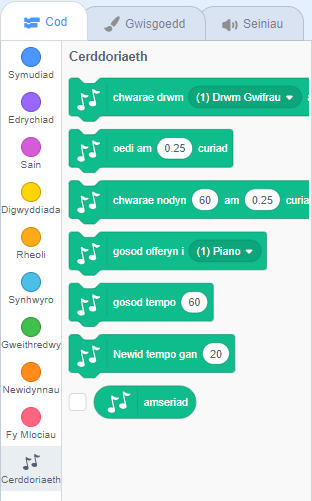 Cod
Gwisgoedd
Seiniau
Symudiad
Edrychiad
Sain
Digwyddiada
Rheoli
Synhwyro
Gweithredwy
Newidynnau
Fy Mlociau
Cerddoriaeth
Cerddoriaeth
chwarae drwm (1) Drwm Gwifrau a
oedi am 0.25 curiad
chwarae nodyn 60 am 0.25 curia
gosod offeryn i (1) Piano
gosod tempo 60
Newid tempo gan 20
amseriad